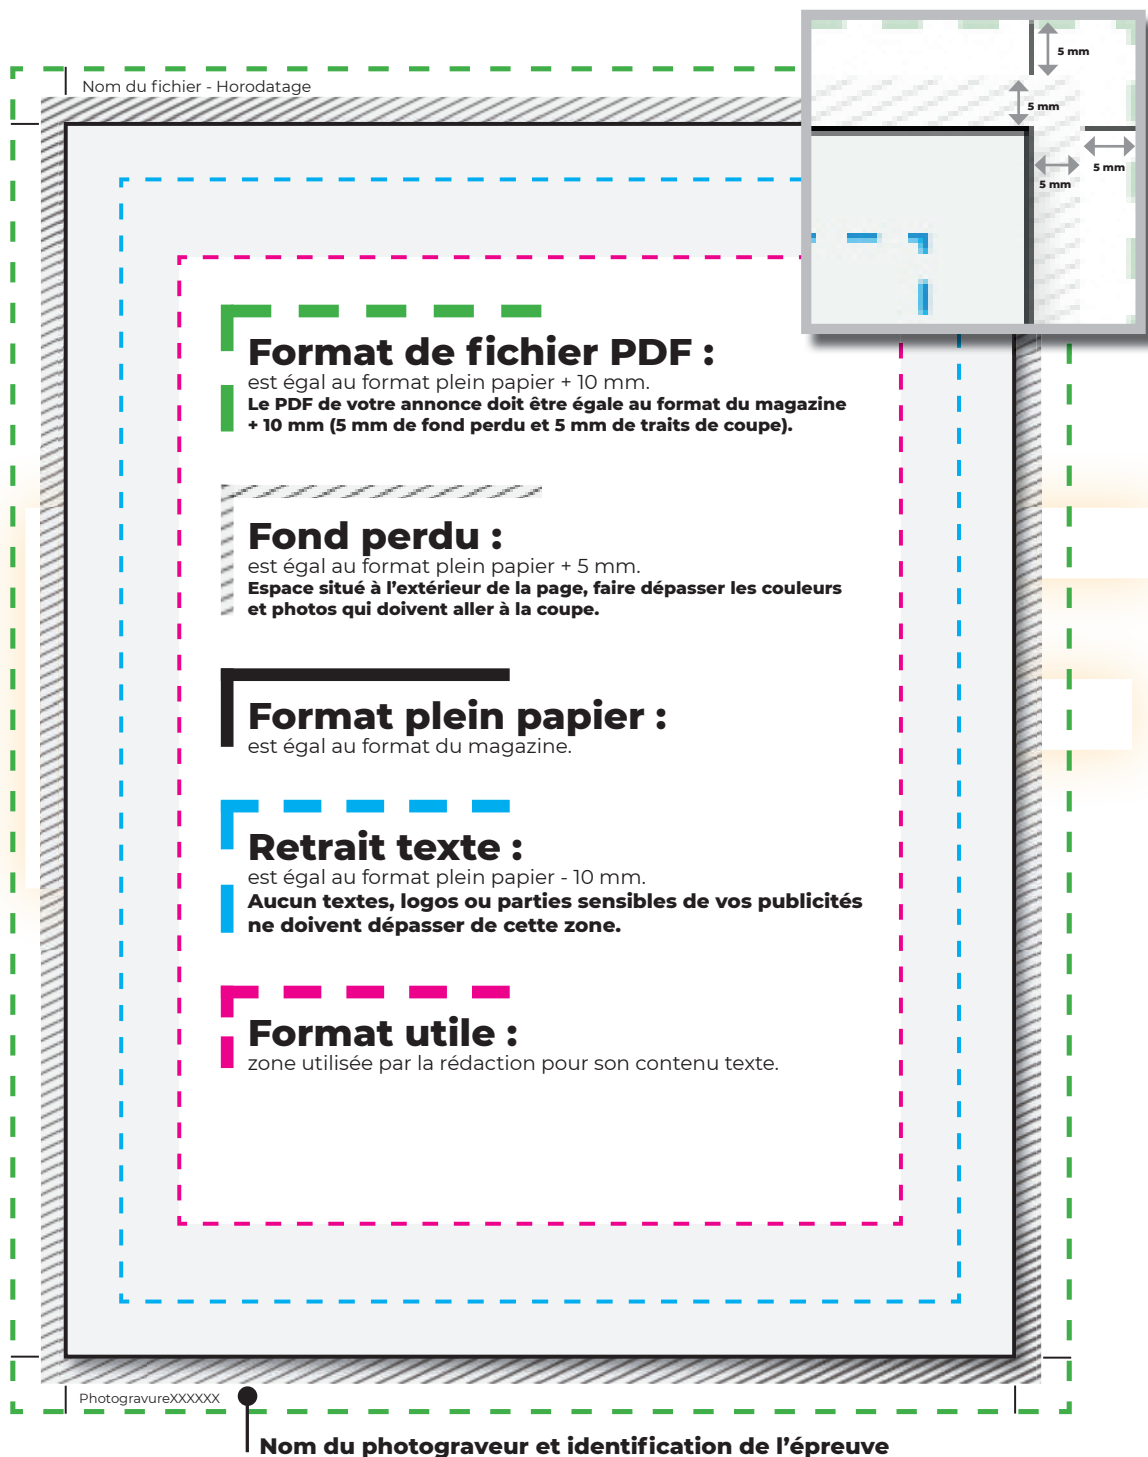 5 mm
Nom du fichier - Horodatage
5 mm
5 mm
5 mm
Format de fichier PDF :
est égal au format plein papier + 10 mm.
Le PDF de votre annonce doit être égale au format du magazine
+ 10 mm (5 mm de fond perdu et 5 mm de traits de coupe).
Fond perdu :
est égal au format plein papier + 5 mm.
Espace situé à l’extérieur de la page, faire dépasser les couleurs
et photos qui doivent aller à la coupe.
Format plein papier :
est égal au format du magazine.
Retrait texte :
est égal au format plein papier - 10 mm.
Aucun textes, logos ou parties sensibles de vos publicités
ne doivent dépasser de cette zone.
Format utile :
zone utilisée par la rédaction pour son contenu texte.
PhotogravureXXXXXX
Nom du photograveur et identification de l’épreuve